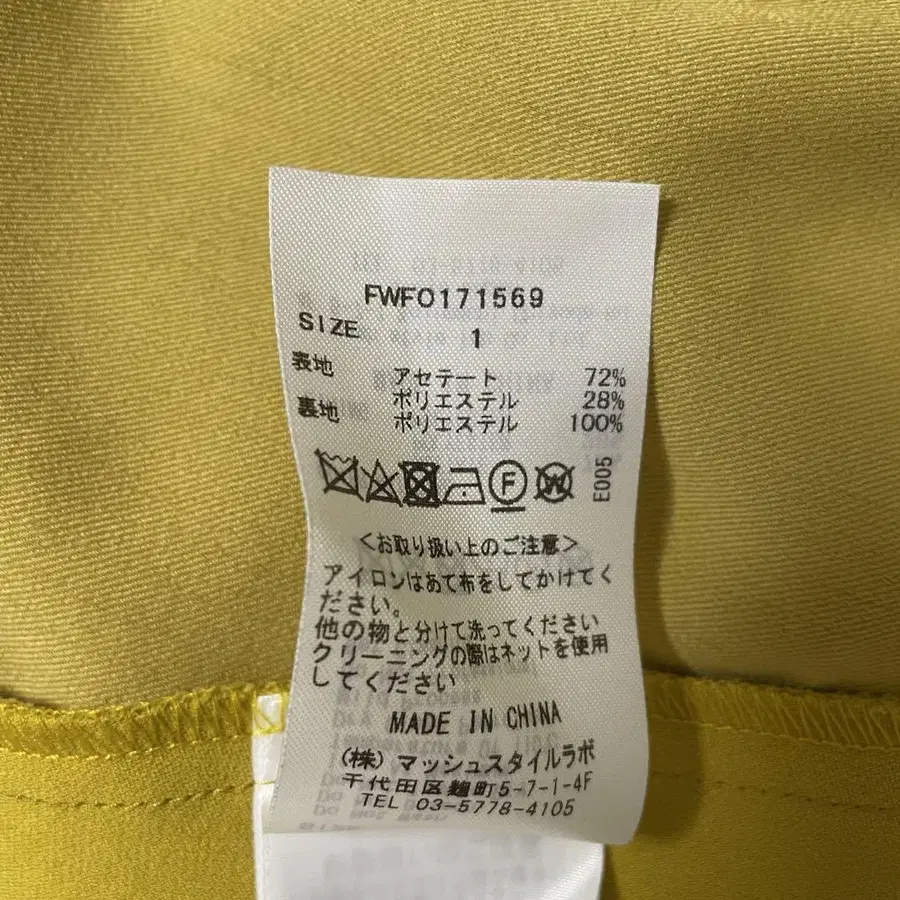 FWF0171569
SIZE 1
表地 アセテート 72%
ポリエステル 28%
裏地 ポリエステル 100%
F W E005
<お取り扱い上のご注意>
アイロンはあて布をしてかけてく
ださい。
他の物と分けて洗ってください
クリーニングの際はネットを使用
してください
MADE IN CHINA
(株)マッシュスタイルラボ
千代田区麹町5-7-1-4F
TEL 03-5778-4105